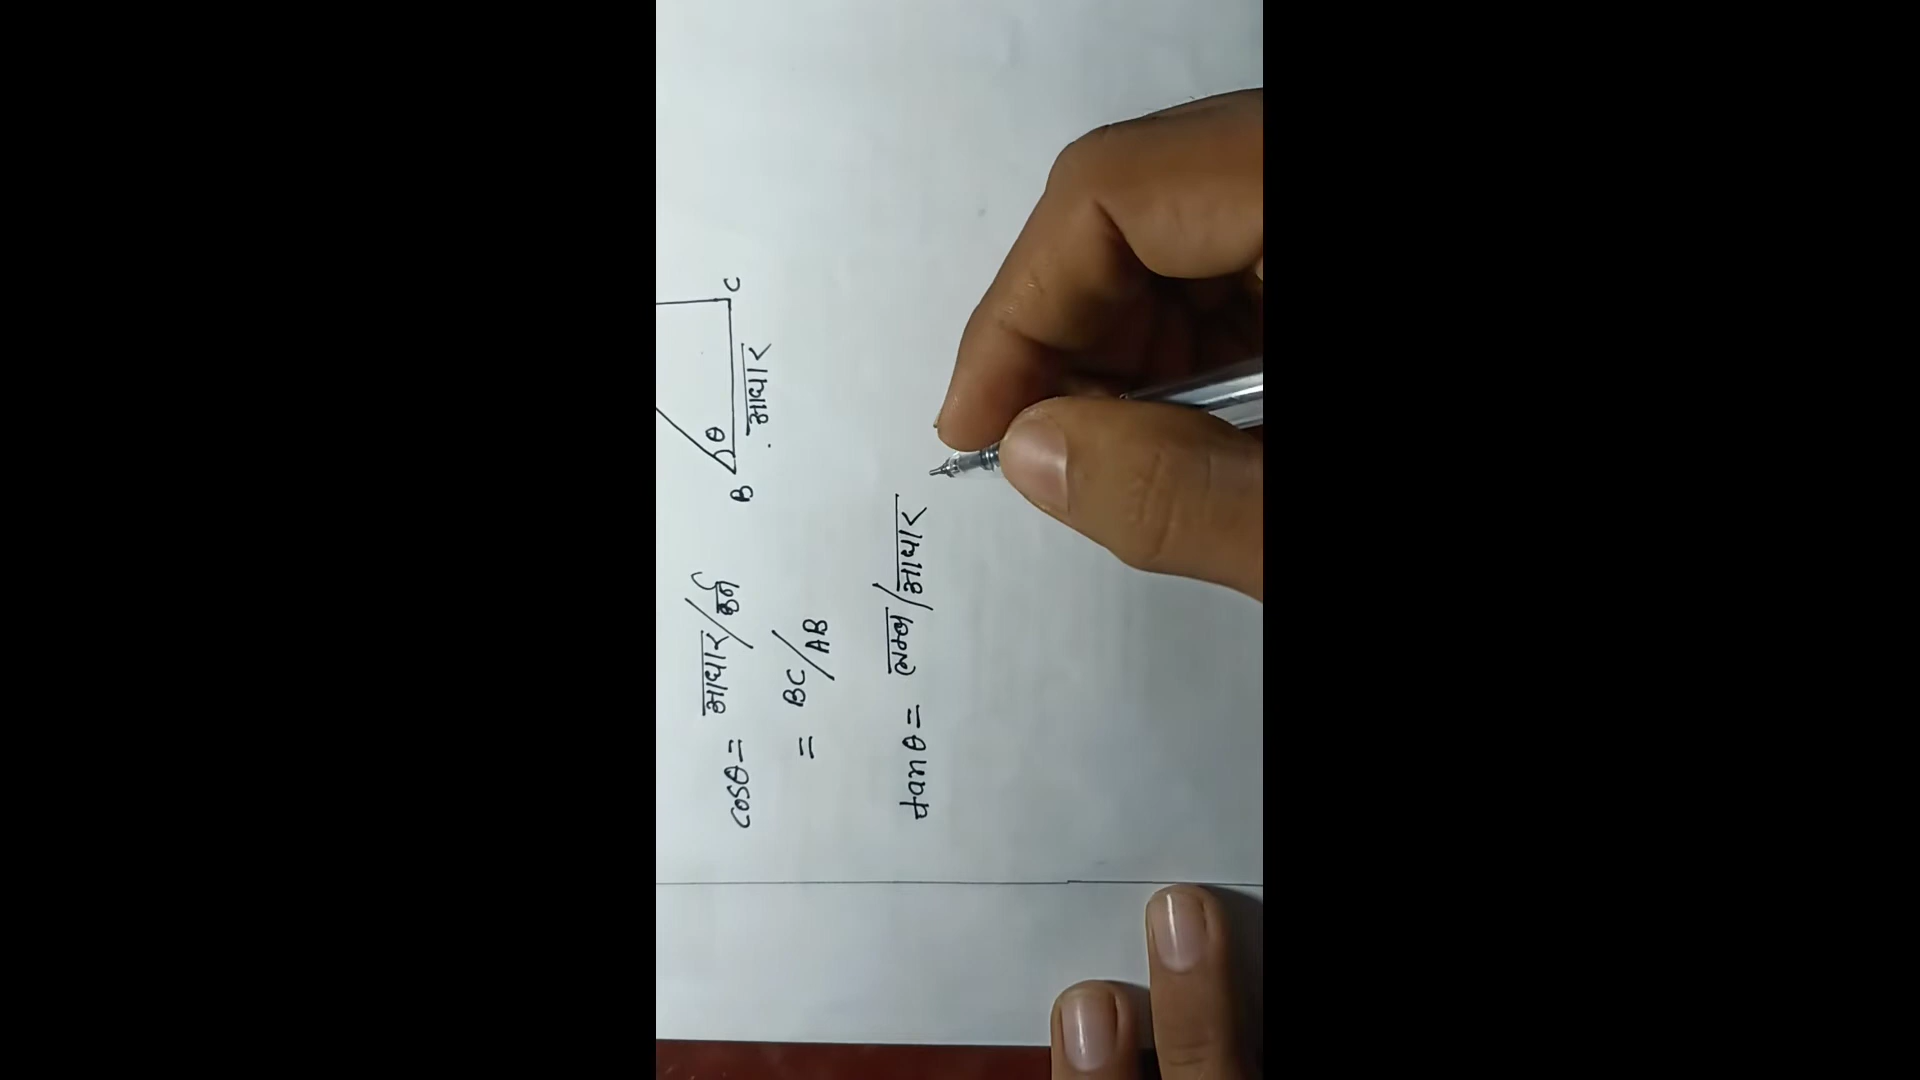 C
θ
B
आधार
cosθ = आधार/कर्ण
= BC/AB
tanθ = लम्ब/आधार